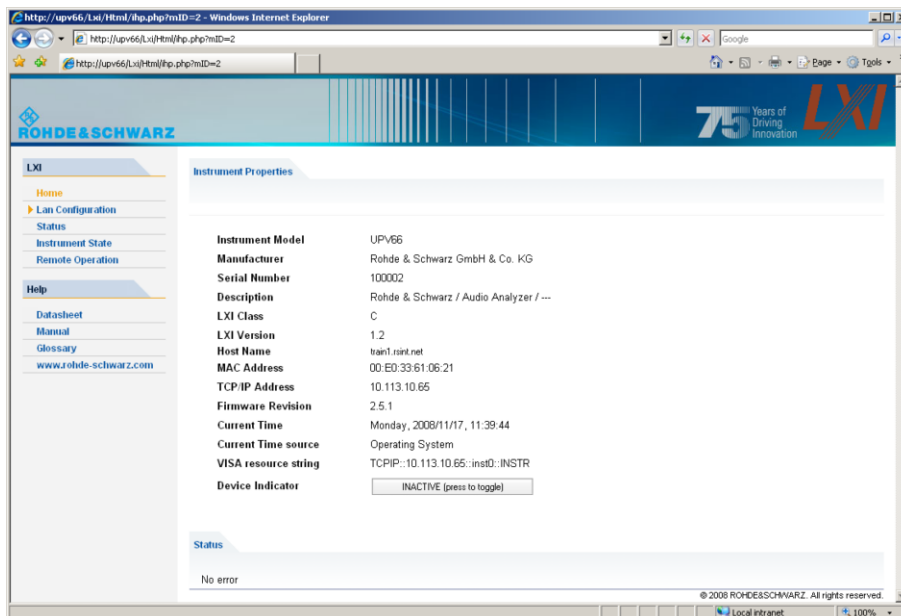 http://upv66/Lxi/Html/ihp.php?mID=2 - Windows Internet Explorer
http://upv66/Lxi/Html/ihp.php?mID=2
Google
http://upv66/Lxi/Html/ihp.php?mID=2
Page
Tools
ROHDE&SCHWARZ
75 Years of
Driving
Innovation
LXI
LXI
Home
Lan Configuration
Status
Instrument State
Remote Operation
Help
Datasheet
Manual
Glossary
www.rohde-schwarz.com
Instrument Properties
Instrument Model UPV66
Manufacturer Rohde & Schwarz GmbH & Co. KG
Serial Number 100002
Description Rohde & Schwarz / Audio Analyzer / ---
LXI Class C
LXI Version 1.2
Host Name train1.rsint.net
MAC Address 00:E0:33:61:06:21
TCP/IP Address 10.113.10.65
Firmware Revision 2.5.1
Current Time Monday, 2008/11/17, 11:39:44
Current Time source Operating System
VISA resource string TCPIP::10.113.10.65::inst0::INSTR
Device Indicator INACTIVE (press to toggle)
Status
No error
© 2008 ROHDE&SCHWARZ. All rights reserved.
Local intranet 100%